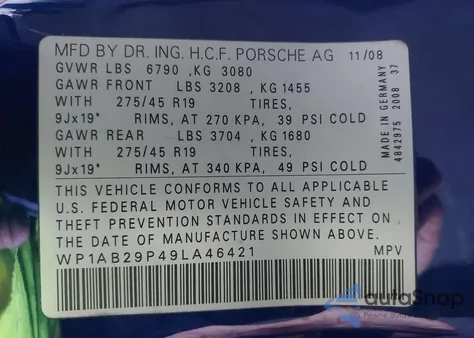 MFD BY DR. ING. H.C.F. PORSCHE AG 11/08
GVWR LBS 6790 ,KG 3080
GAWR FRONT LBS 3208 , KG 1455
WITH 275/45 R19 TIRES,
9Jx19" RIMS, AT 270 KPA, 39 PSI COLD
GAWR REAR LBS 3704 , KG 1680
WITH 275/45 R19 TIRES,
9Jx19" RIMS, AT 340 KPA, 49 PSI COLD
THIS VEHICLE CONFORMS TO ALL APPLICABLE
U.S. FEDERAL MOTOR VEHICLE SAFETY AND
THEFT PREVENTION STANDARDS IN EFFECT ON
THE DATE OF MANUFACTURE SHOWN ABOVE.
WP1AB29P49LA46421 MPV
MADE IN GERMANY
4842975 2008 37
autaSnap
Pewne auto